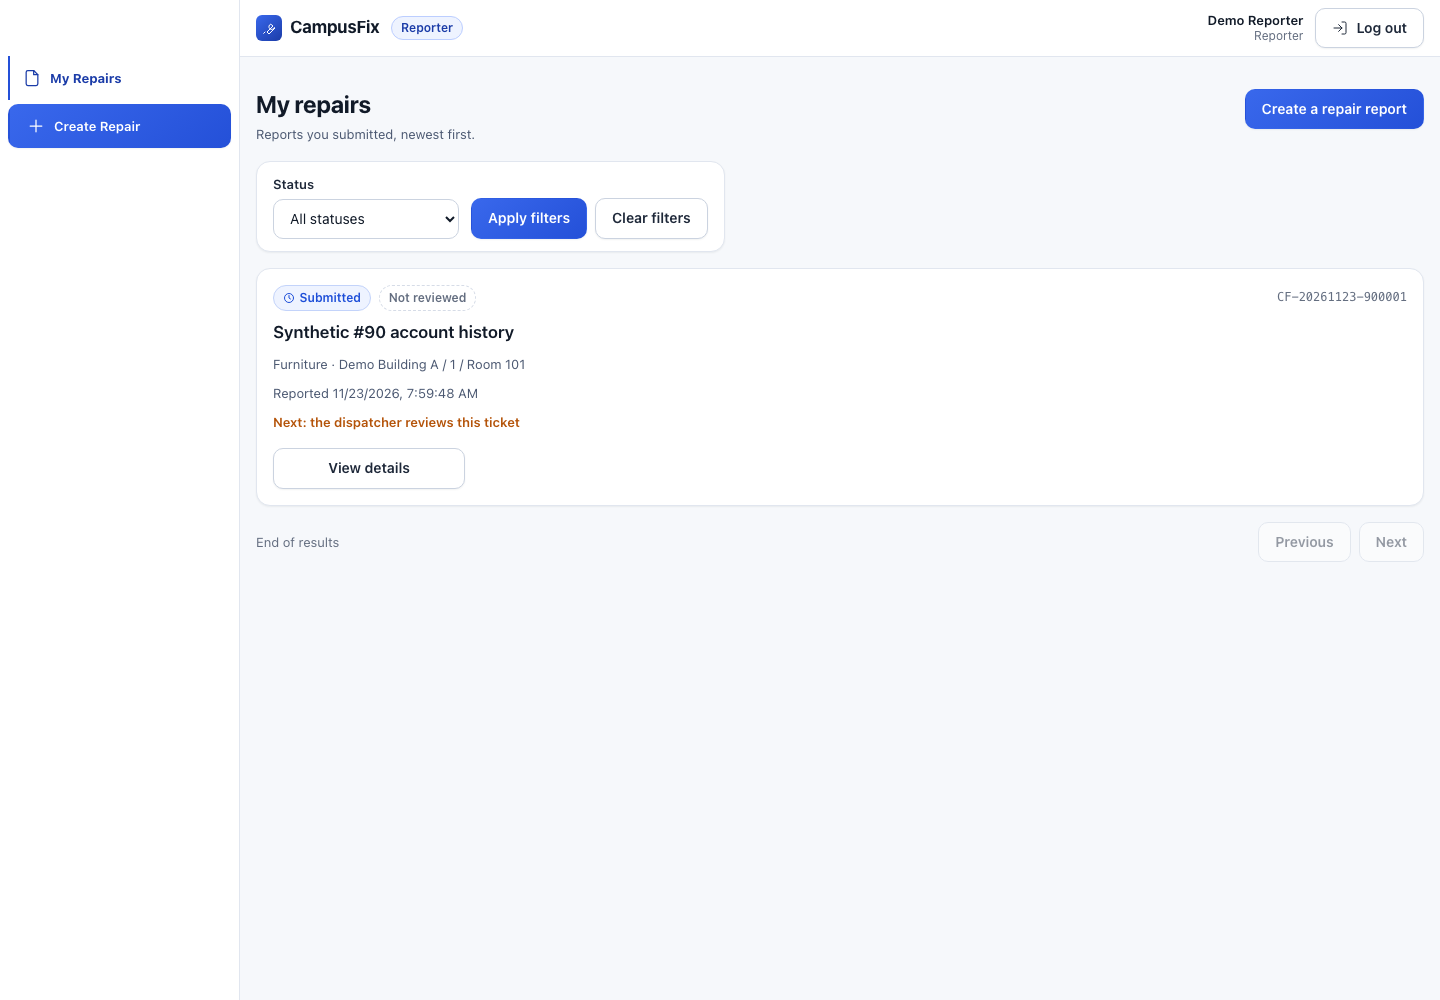 CampusFix Reporter
Demo Reporter
Reporter
Log out
My Repairs
Create Repair
My repairs
Reports you submitted, newest first.
Create a repair report
Status
All statuses Apply filters Clear filters
Submitted Not reviewed CF-20261123-900001
Synthetic #90 account history
Furniture · Demo Building A / 1 / Room 101
Reported 11/23/2026, 7:59:48 AM
Next: the dispatcher reviews this ticket
View details
End of results Previous Next